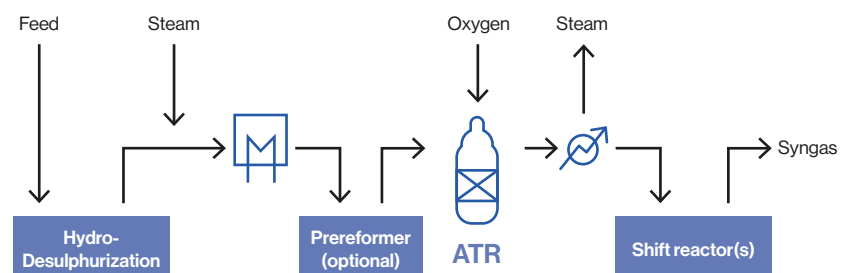 Feed
Steam
Oxygen
Steam
Syngas
Hydro-
Desulphurization
Prereformer
(optional)
ATR
Shift reactor(s)